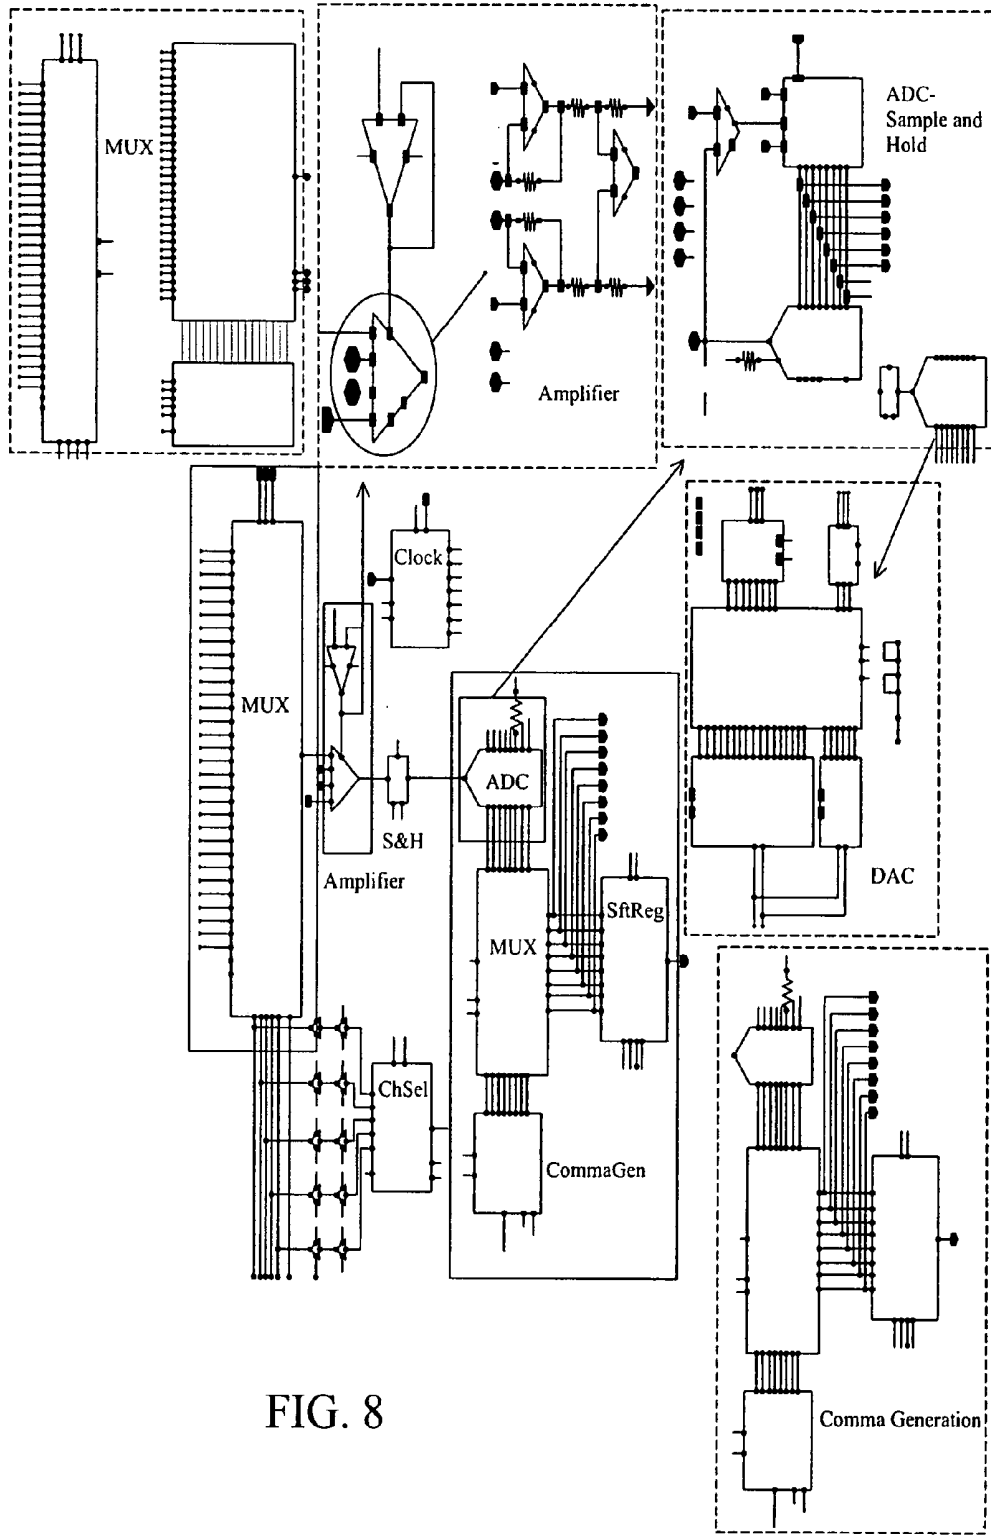 MUX
Amplifier
ADC-
Sample and
Hold
Clock
MUX
ADC
S&H
Amplifier
DAC
SftReg
MUX
ChSel
CommaGen
FIG. 8
Comma Generation